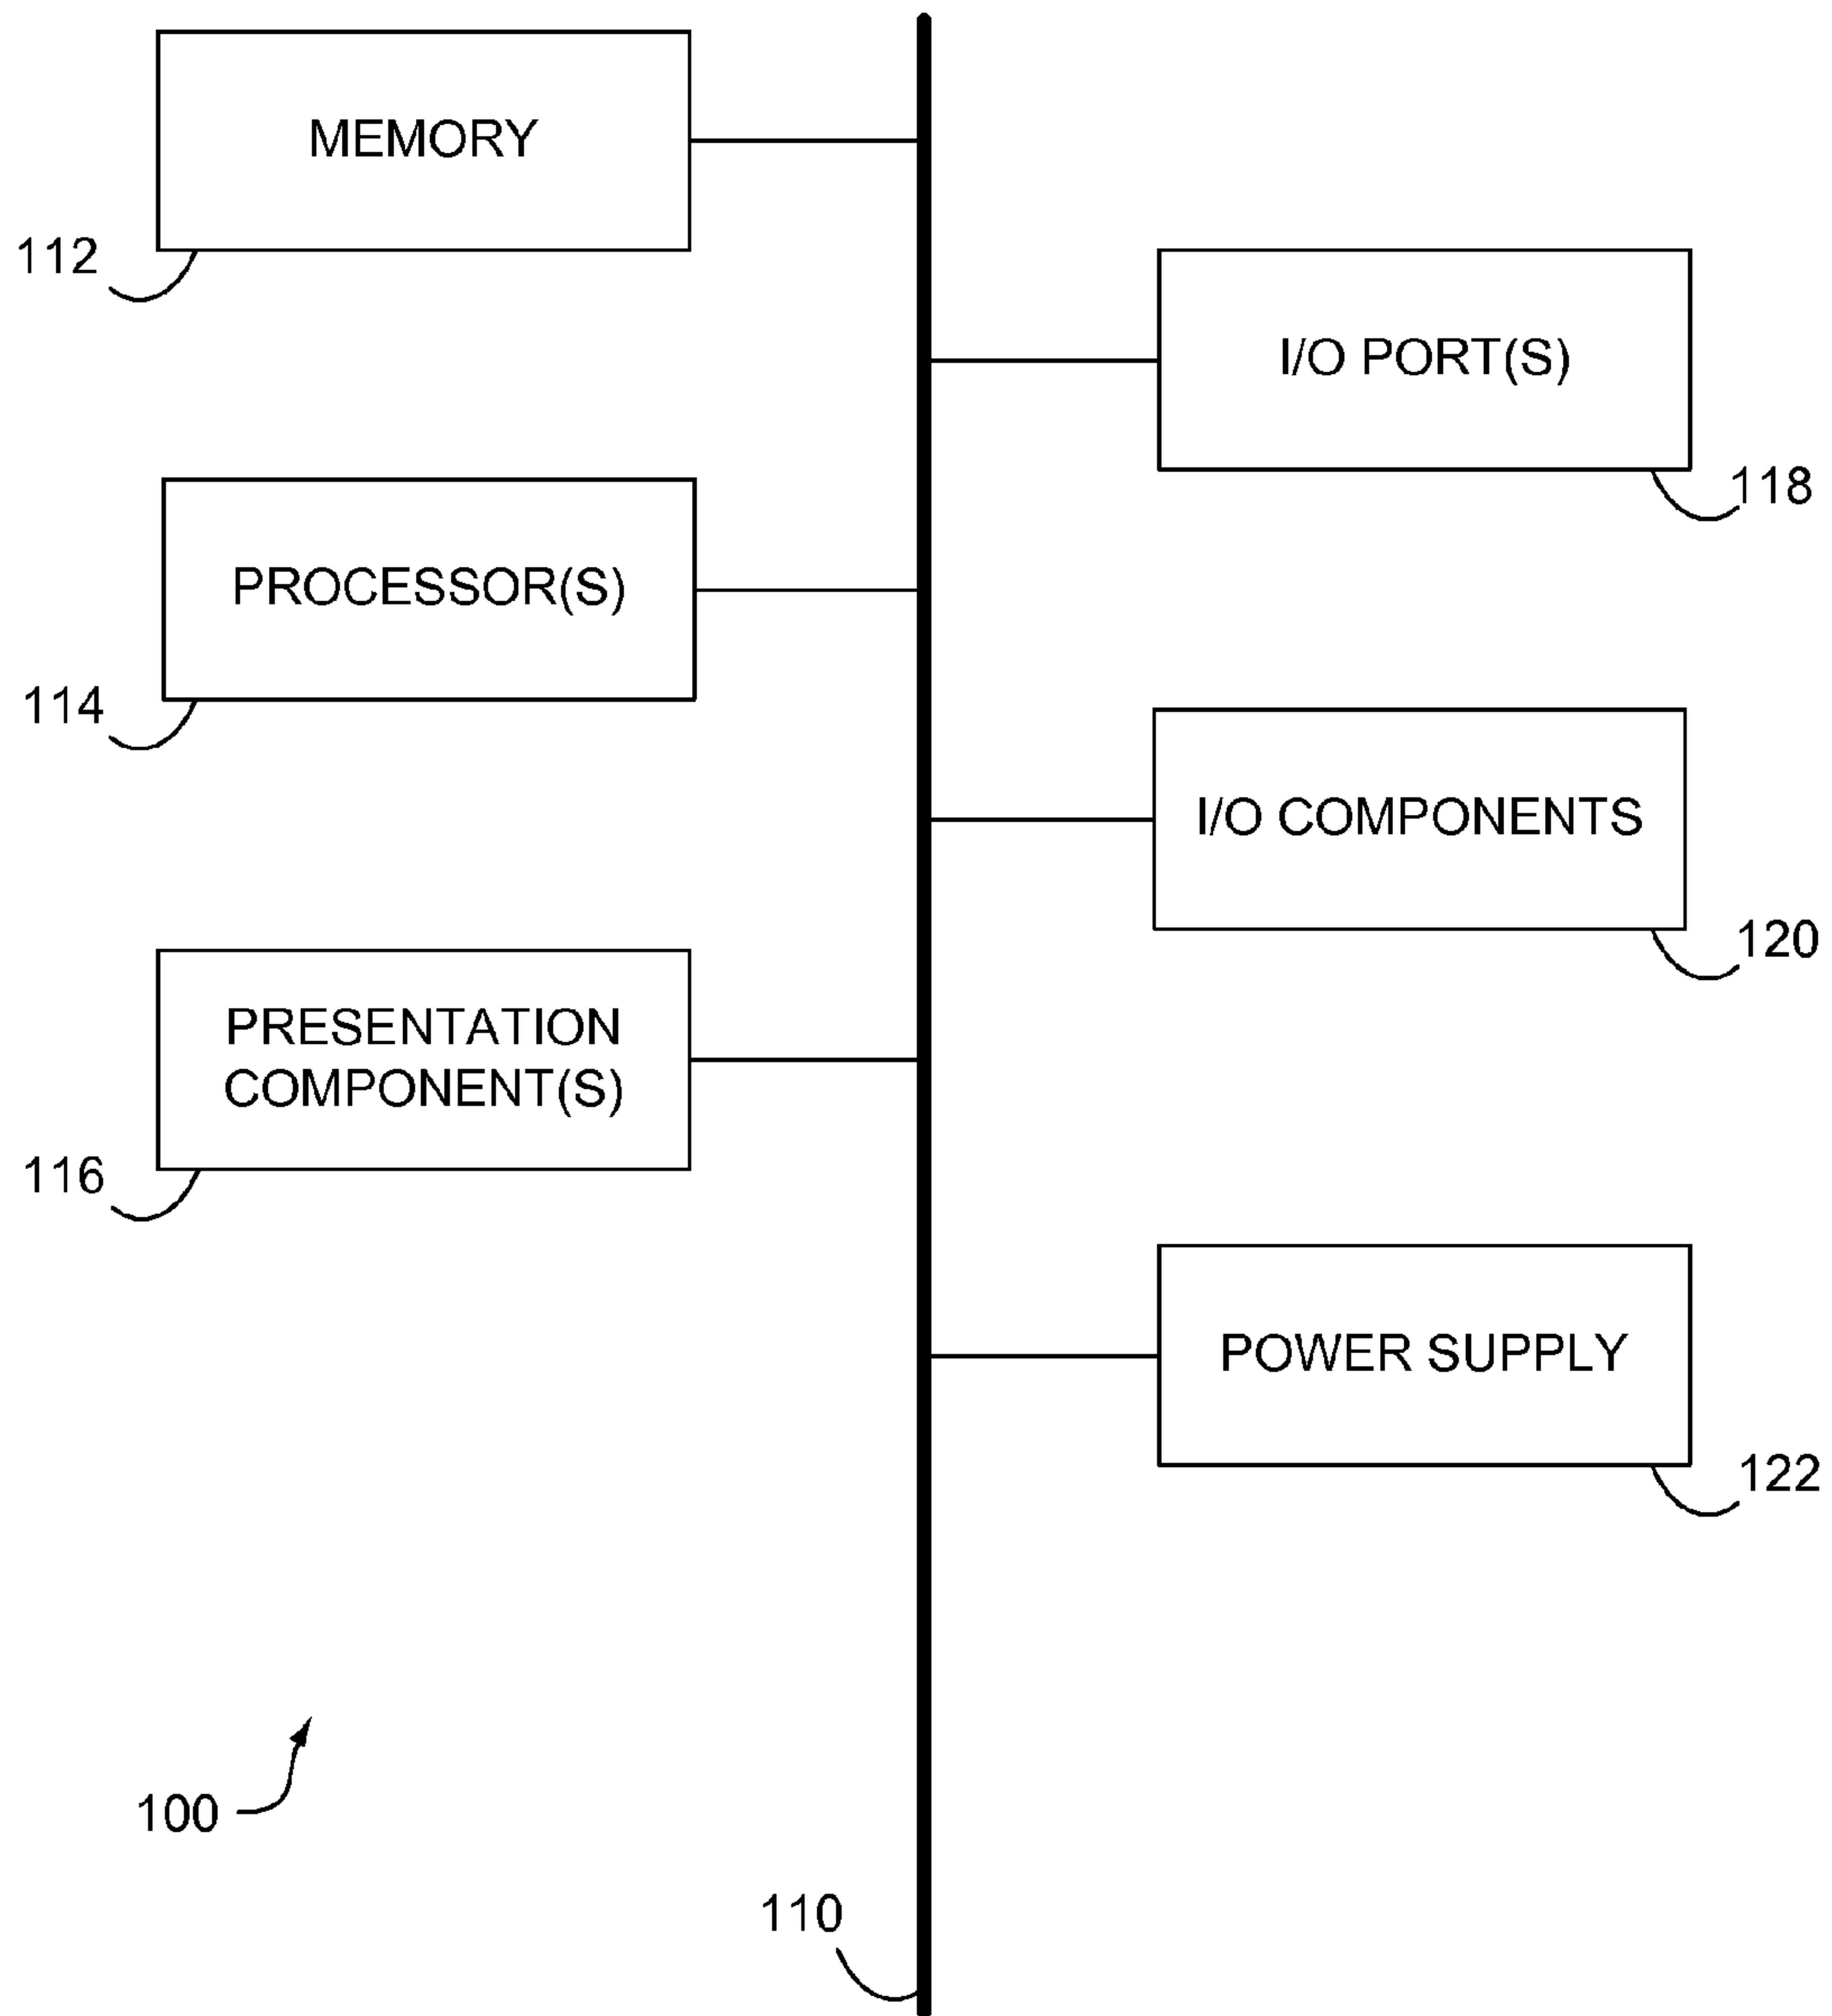 MEMORY
112
I/O PORT(S)
118
PROCESSOR(S)
114
I/O COMPONENTS
120
PRESENTATION
COMPONENT(S)
116
POWER SUPPLY
122
100
110